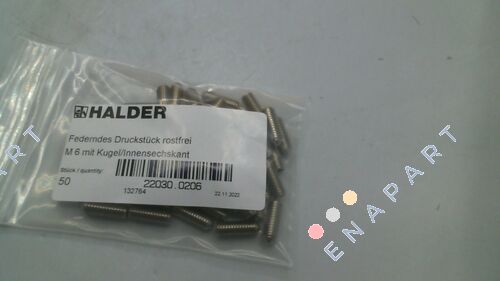 HALDER
Federndes Druckstück rostfrei
M 6 mit Kugel/Innensechskant
Stück / quantity:
50
22030.0206
132764
22.11.2022
ENAPART